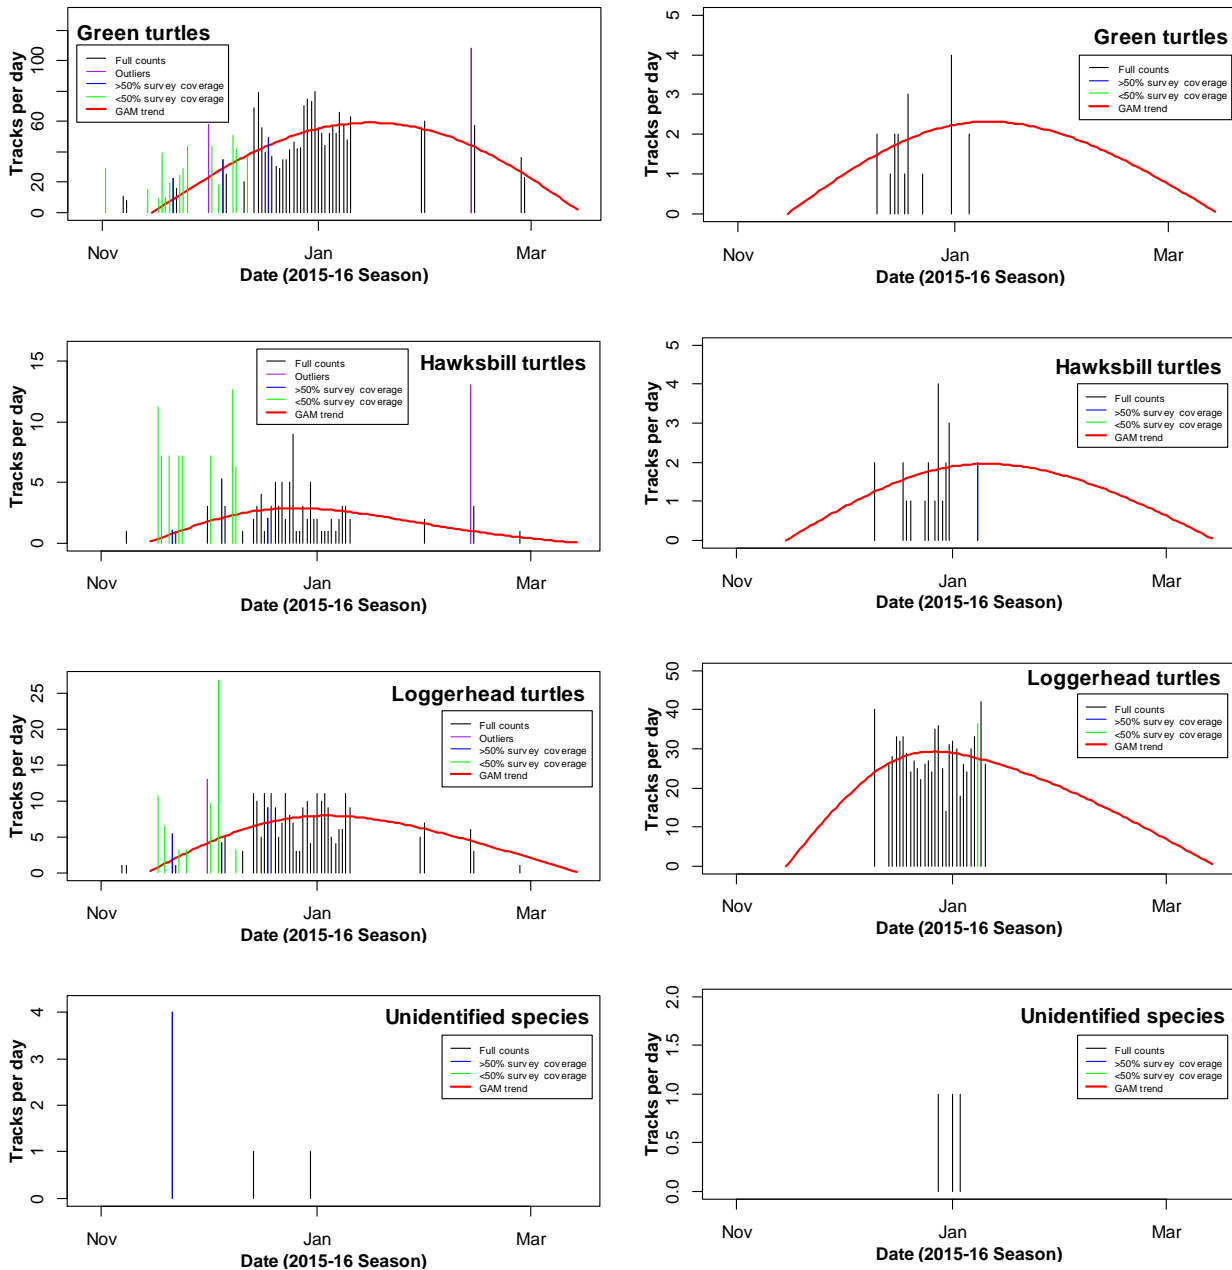 Green turtles
Full counts
Outliers
>50% survey coverage
<50% survey coverage
GAM trend
Tracks per day
0
20
60
100
Nov
Jan
Mar
Date (2015-16 Season)
Green turtles
Full counts
>50% survey coverage
<50% survey coverage
GAM trend
Tracks per day
0
1
2
3
4
5
Nov
Jan
Mar
Date (2015-16 Season)
Hawksbill turtles
Full counts
Outliers
>50% survey coverage
<50% survey coverage
GAM trend
Tracks per day
0
5
10
15
Nov
Jan
Mar
Date (2015-16 Season)
Hawksbill turtles
Full counts
>50% survey coverage
<50% survey coverage
GAM trend
Tracks per day
0
1
2
3
4
5
Nov
Jan
Mar
Date (2015-16 Season)
Loggerhead turtles
Full counts
Outliers
>50% survey coverage
<50% survey coverage
GAM trend
Tracks per day
0
5
10
15
20
25
Nov
Jan
Mar
Date (2015-16 Season)
Loggerhead turtles
Full counts
>50% survey coverage
<50% survey coverage
GAM trend
Tracks per day
0
10
20
30
40
50
Nov
Jan
Mar
Date (2015-16 Season)
Unidentified species
Full counts
>50% survey coverage
<50% survey coverage
GAM trend
Tracks per day
0
1
2
3
4
Nov
Jan
Mar
Date (2015-16 Season)
Unidentified species
Full counts
>50% survey coverage
<50% survey coverage
GAM trend
Tracks per day
0.0
0.5
1.0
1.5
2.0
Nov
Jan
Mar
Date (2015-16 Season)